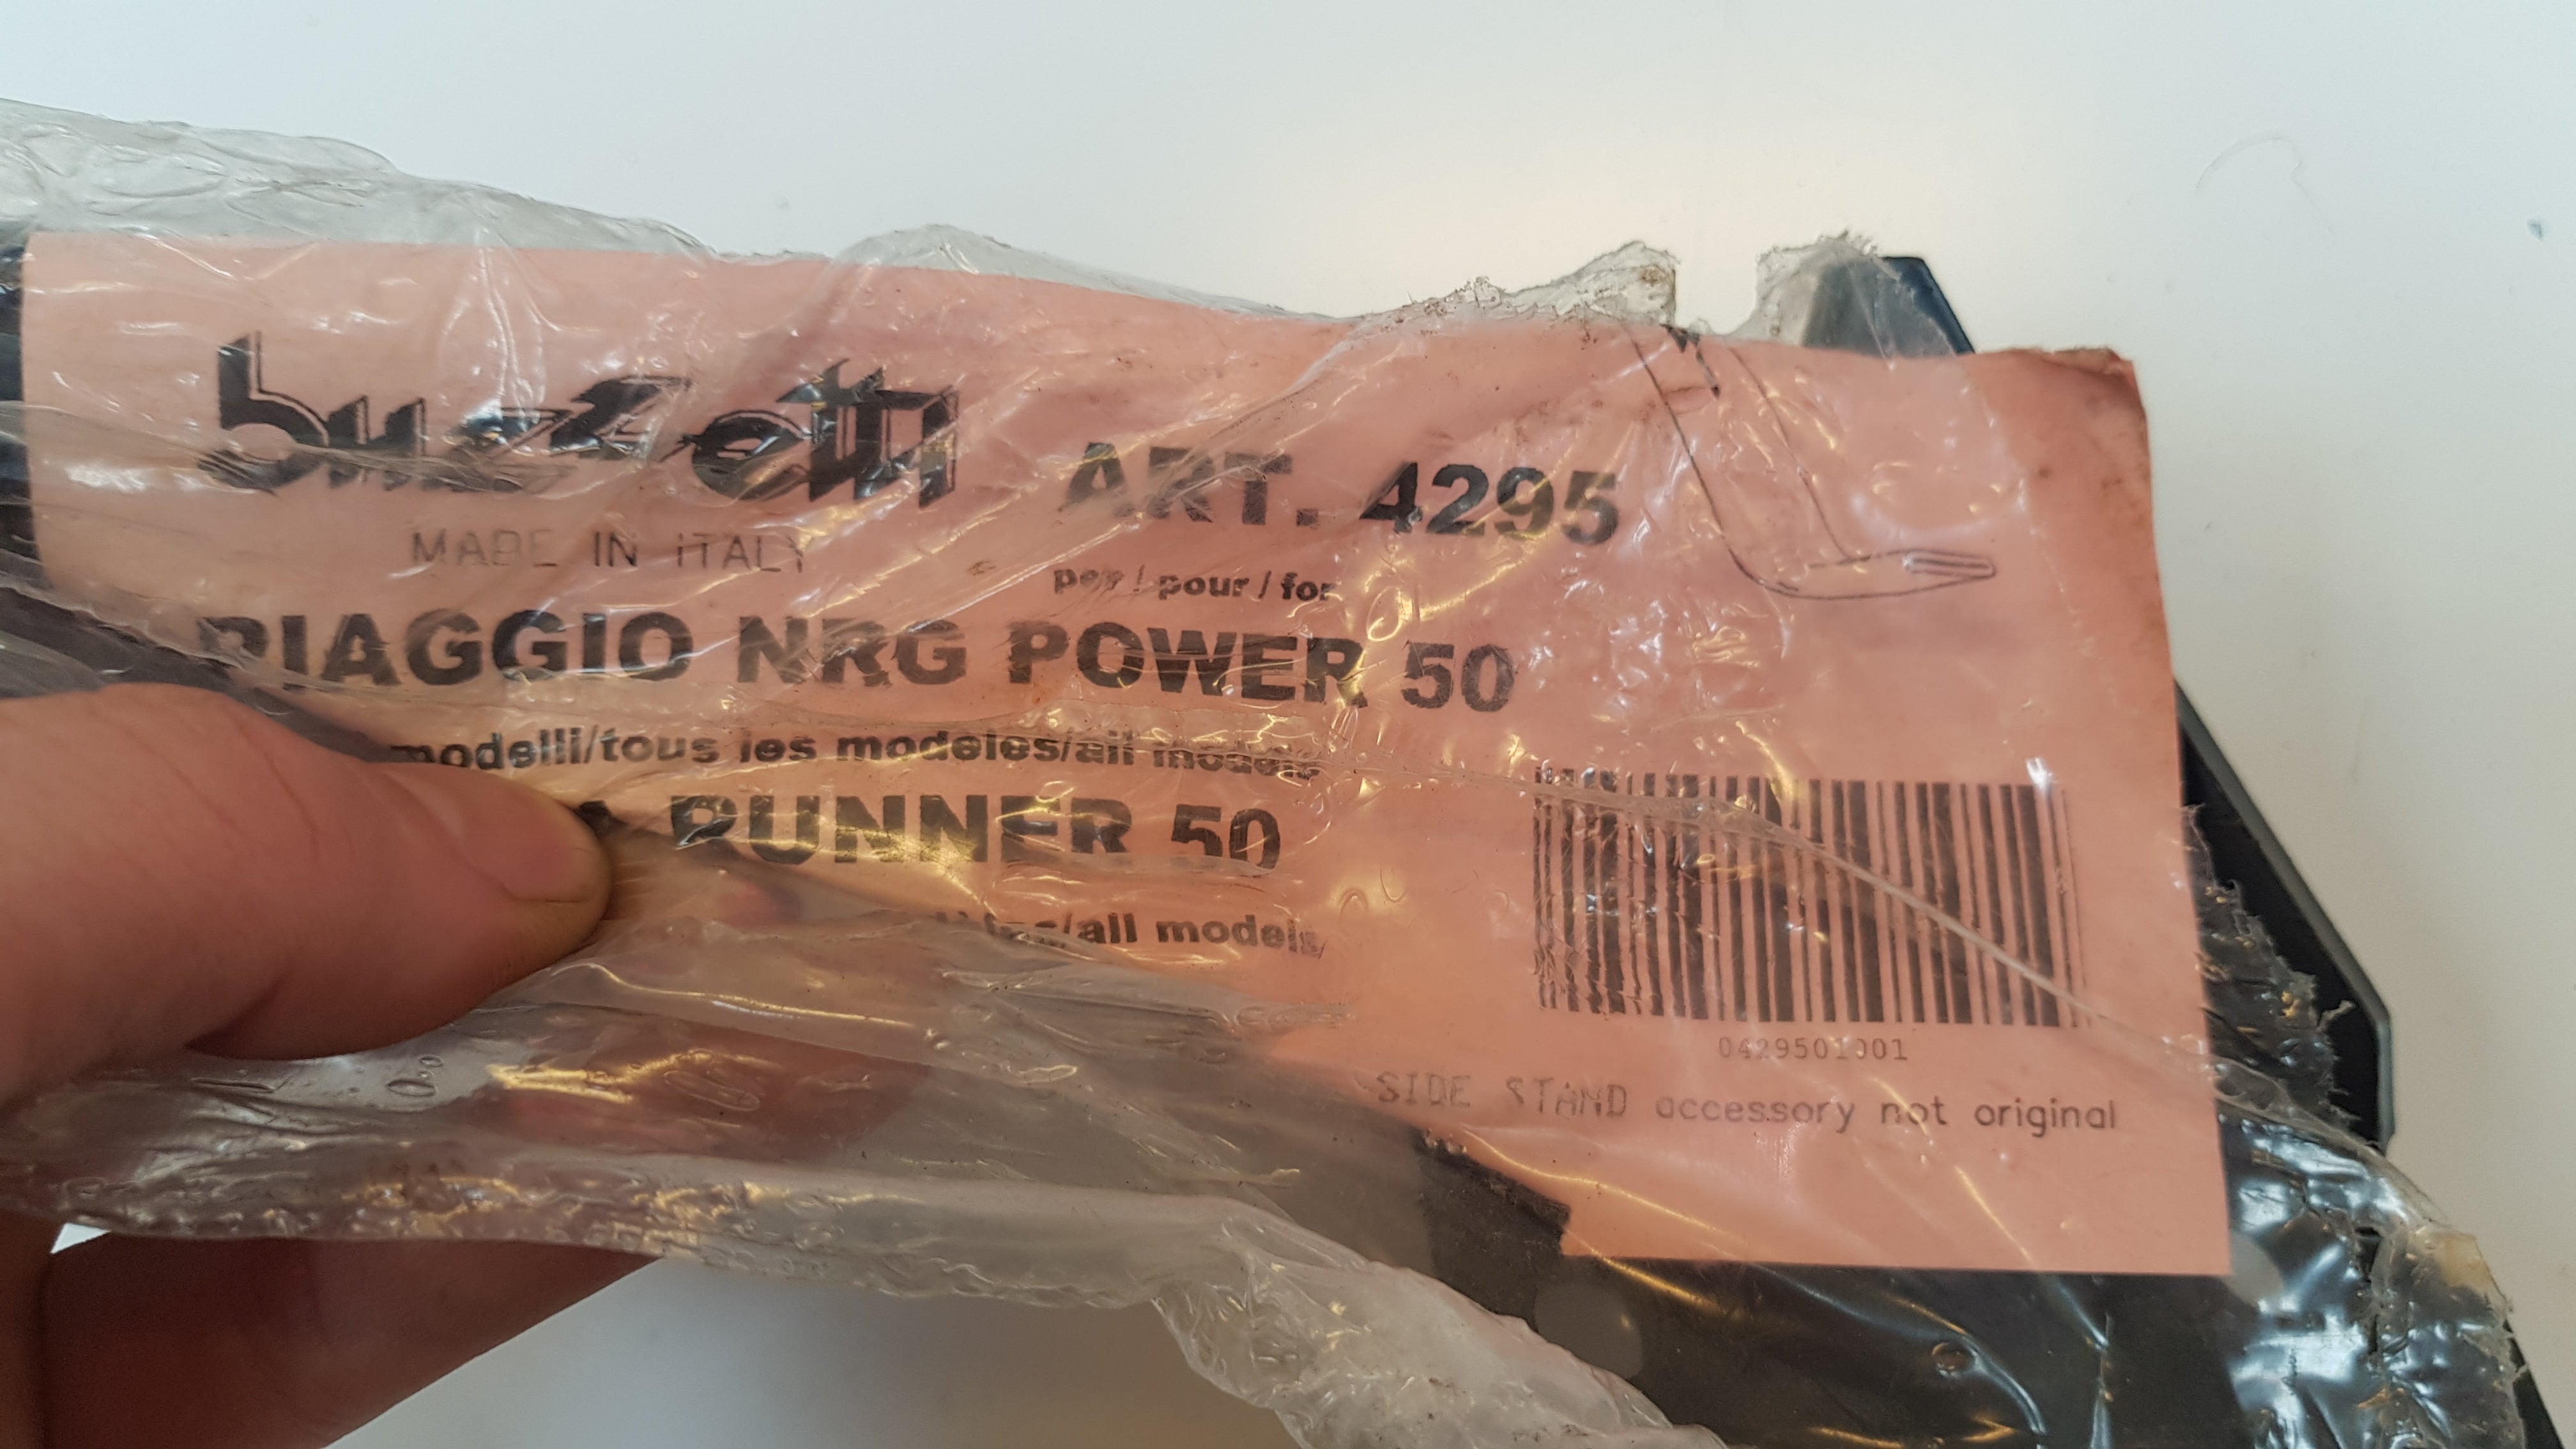 buzzetti
MADE IN ITALY
ART. 4295
per / pour / for
PIAGGIO NRG POWER 50
modelli/tous les modeles/all models
RUNNER 50
all models
0429501001
SIDE STAND accessory not original